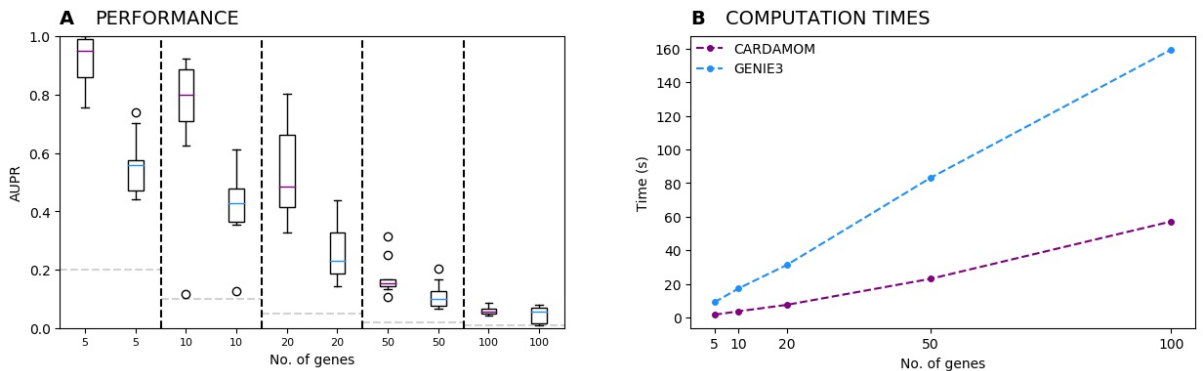 A PERFORMANCE
1.0
0.8
0.6
0.4
0.2
0.0
AUPR
5 5 10 10 20 20 50 50 100 100
No. of genes
B COMPUTATION TIMES
CARDAMOM
GENIE3
160
140
120
100
80
60
40
20
0
Time (s)
5 10 20 50 100
No. of genes